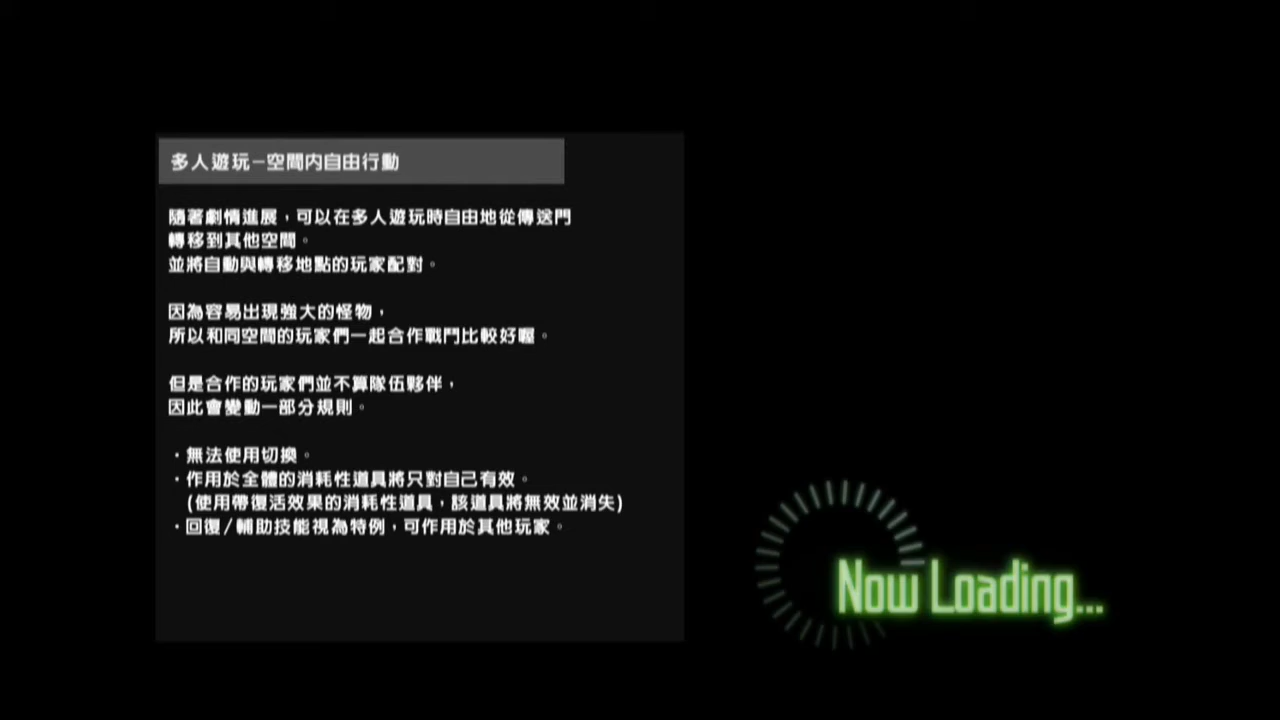 多人遊玩–空間內自由行動
隨著劇情進展，可以在多人遊玩時自由地從傳送門
轉移到其他空間。
並將自動與轉移地點的玩家配對。
因為容易出現強大的怪物，
所以和同空間的玩家們一起合作戰鬥比較好喔。
但是合作的玩家們並不算隊伍夥伴，
因此會變動一部分規則。
・無法使用切換。
・作用於全體的消耗性道具將只對自己有效。
(使用帶復活效果的消耗性道具，該道具將無效並消失)
・回復/輔助技能視為特例，可作用於其他玩家。
Now Loading...